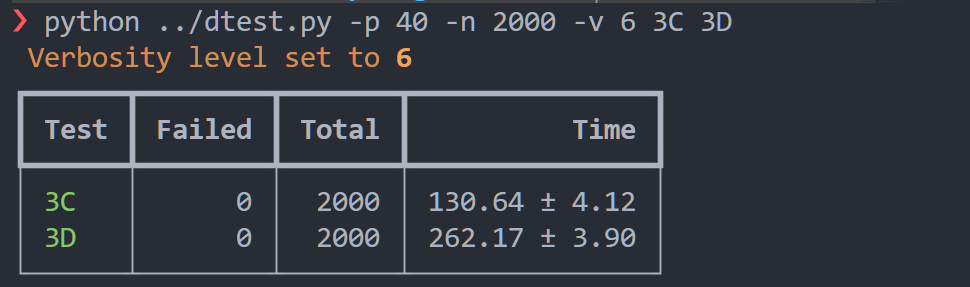 ❯ python ../dtest.py -p 40 -n 2000 -v 6 3C 3D
Verbosity level set to 6
Test Failed Total Time
3C 0 2000 130.64 ± 4.12
3D 0 2000 262.17 ± 3.90